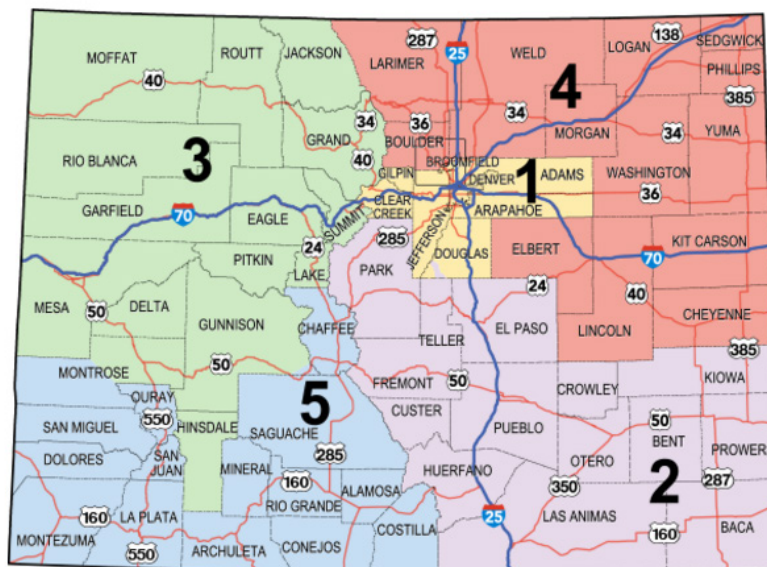 MOFFAT
ROUTT
JACKSON
LARIMER
287
25
WELD
LOGAN
138
SEDGWICK
PHILLIPS
40
385
4
34
36
34
MORGAN
34
YUMA
RIO BLANCA
3
GRAND
40
BOULDER
BROOMFIELD
GILPIN
DENVER
1
ADAMS
WASHINGTON
36
GARFIELD
70
EAGLE
SUMMIT
CLEAR
CREEK
JEFFERSON
ARAPAHOE
285
DOUGLAS
ELBERT
KIT CARSON
70
PITKIN
24
LAKE
PARK
24
40
MESA
50
DELTA
GUNNISON
CHAFFEE
TELLER
EL PASO
LINCOLN
CHEYENNE
385
MONTROSE
50
FREMONT
50
CROWLEY
KIOWA
OURAY
550
HINSDALE
5
CUSTER
PUEBLO
50
BENT
SAN MIGUEL
SAGUACHE
285
OTERO
PROWERS
DOLORES
SAN
JUAN
MINERAL
160
RIO GRANDE
ALAMOSA
HUERFANO
350
2
287
160
LA PLATA
25
LAS ANIMAS
160
BACA
MONTEZUMA
550
ARCHULETA
CONEJOS
COSTILLA